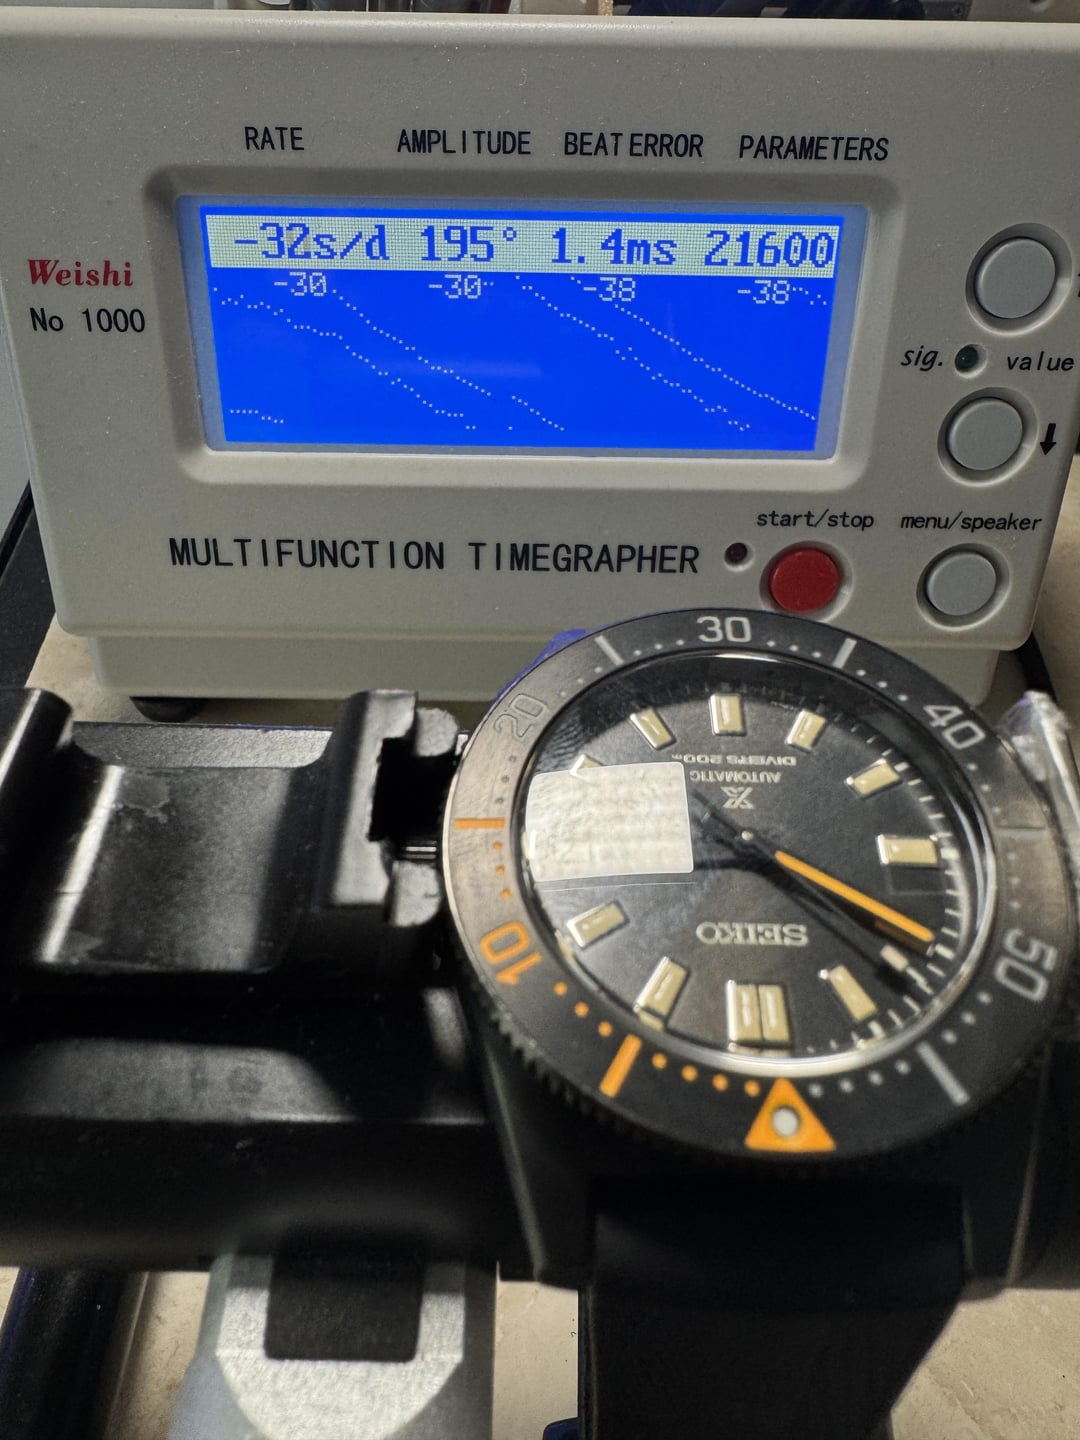 RATE AMPLITUDE BEAT ERROR PARAMETERS
-32s/d 195° 1.4ms 21600
-30 -30 -38 -38
Weishi
No 1000
sig. value
start/stop menu/speaker
MULTIFUNCTION TIMEGRAPHER
30
20
40
DIVER'S 200m
AUTOMATIC
SEIKO
10
50